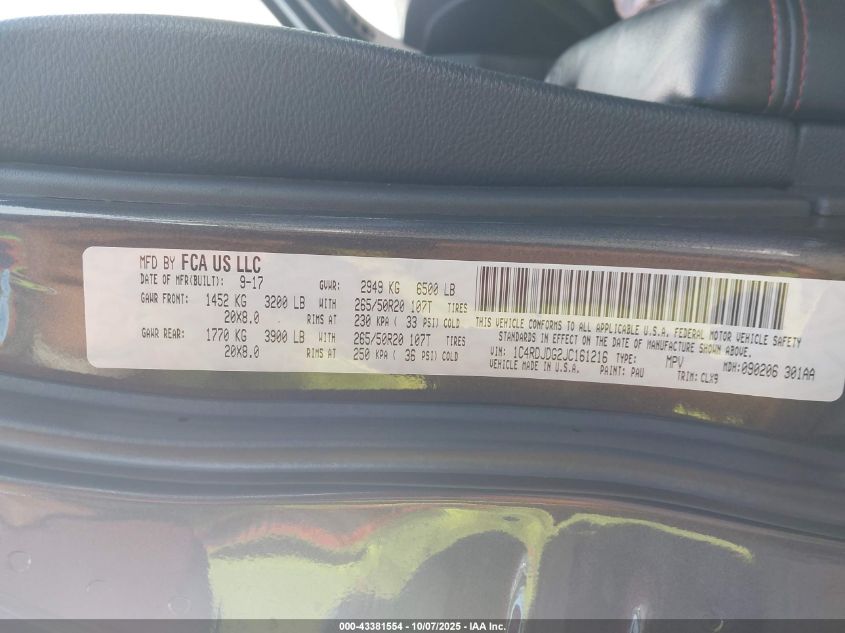 MFD BY FCA US LLC
DATE OF MFR(BUILT): 9-17 GVWR: 2949 KG 6500 LB
GAWR FRONT: 1452 KG 3200 LB WITH 265/50R20 107T TIRES
20X8.0 RIMS AT 230 KPA ( 33 PSI) COLD
GAWR REAR: 1770 KG 3900 LB WITH 265/50R20 107T TIRES
20X8.0 RIMS AT 250 KPA ( 36 PSI) COLD
THIS VEHICLE CONFORMS TO ALL APPLICABLE U.S.A. FEDERAL MOTOR VEHICLE SAFETY
STANDARDS IN EFFECT ON THE DATE OF MANUFACTURE SHOWN ABOVE.
VIN: 1C4RDJDG2JC161216 TYPE: MPV MDH:090206 301AA
VEHICLE MADE IN U.S.A. PAINT: PAU TRIM: CLX9
000-43381554 - 10/07/2025 - IAA Inc.